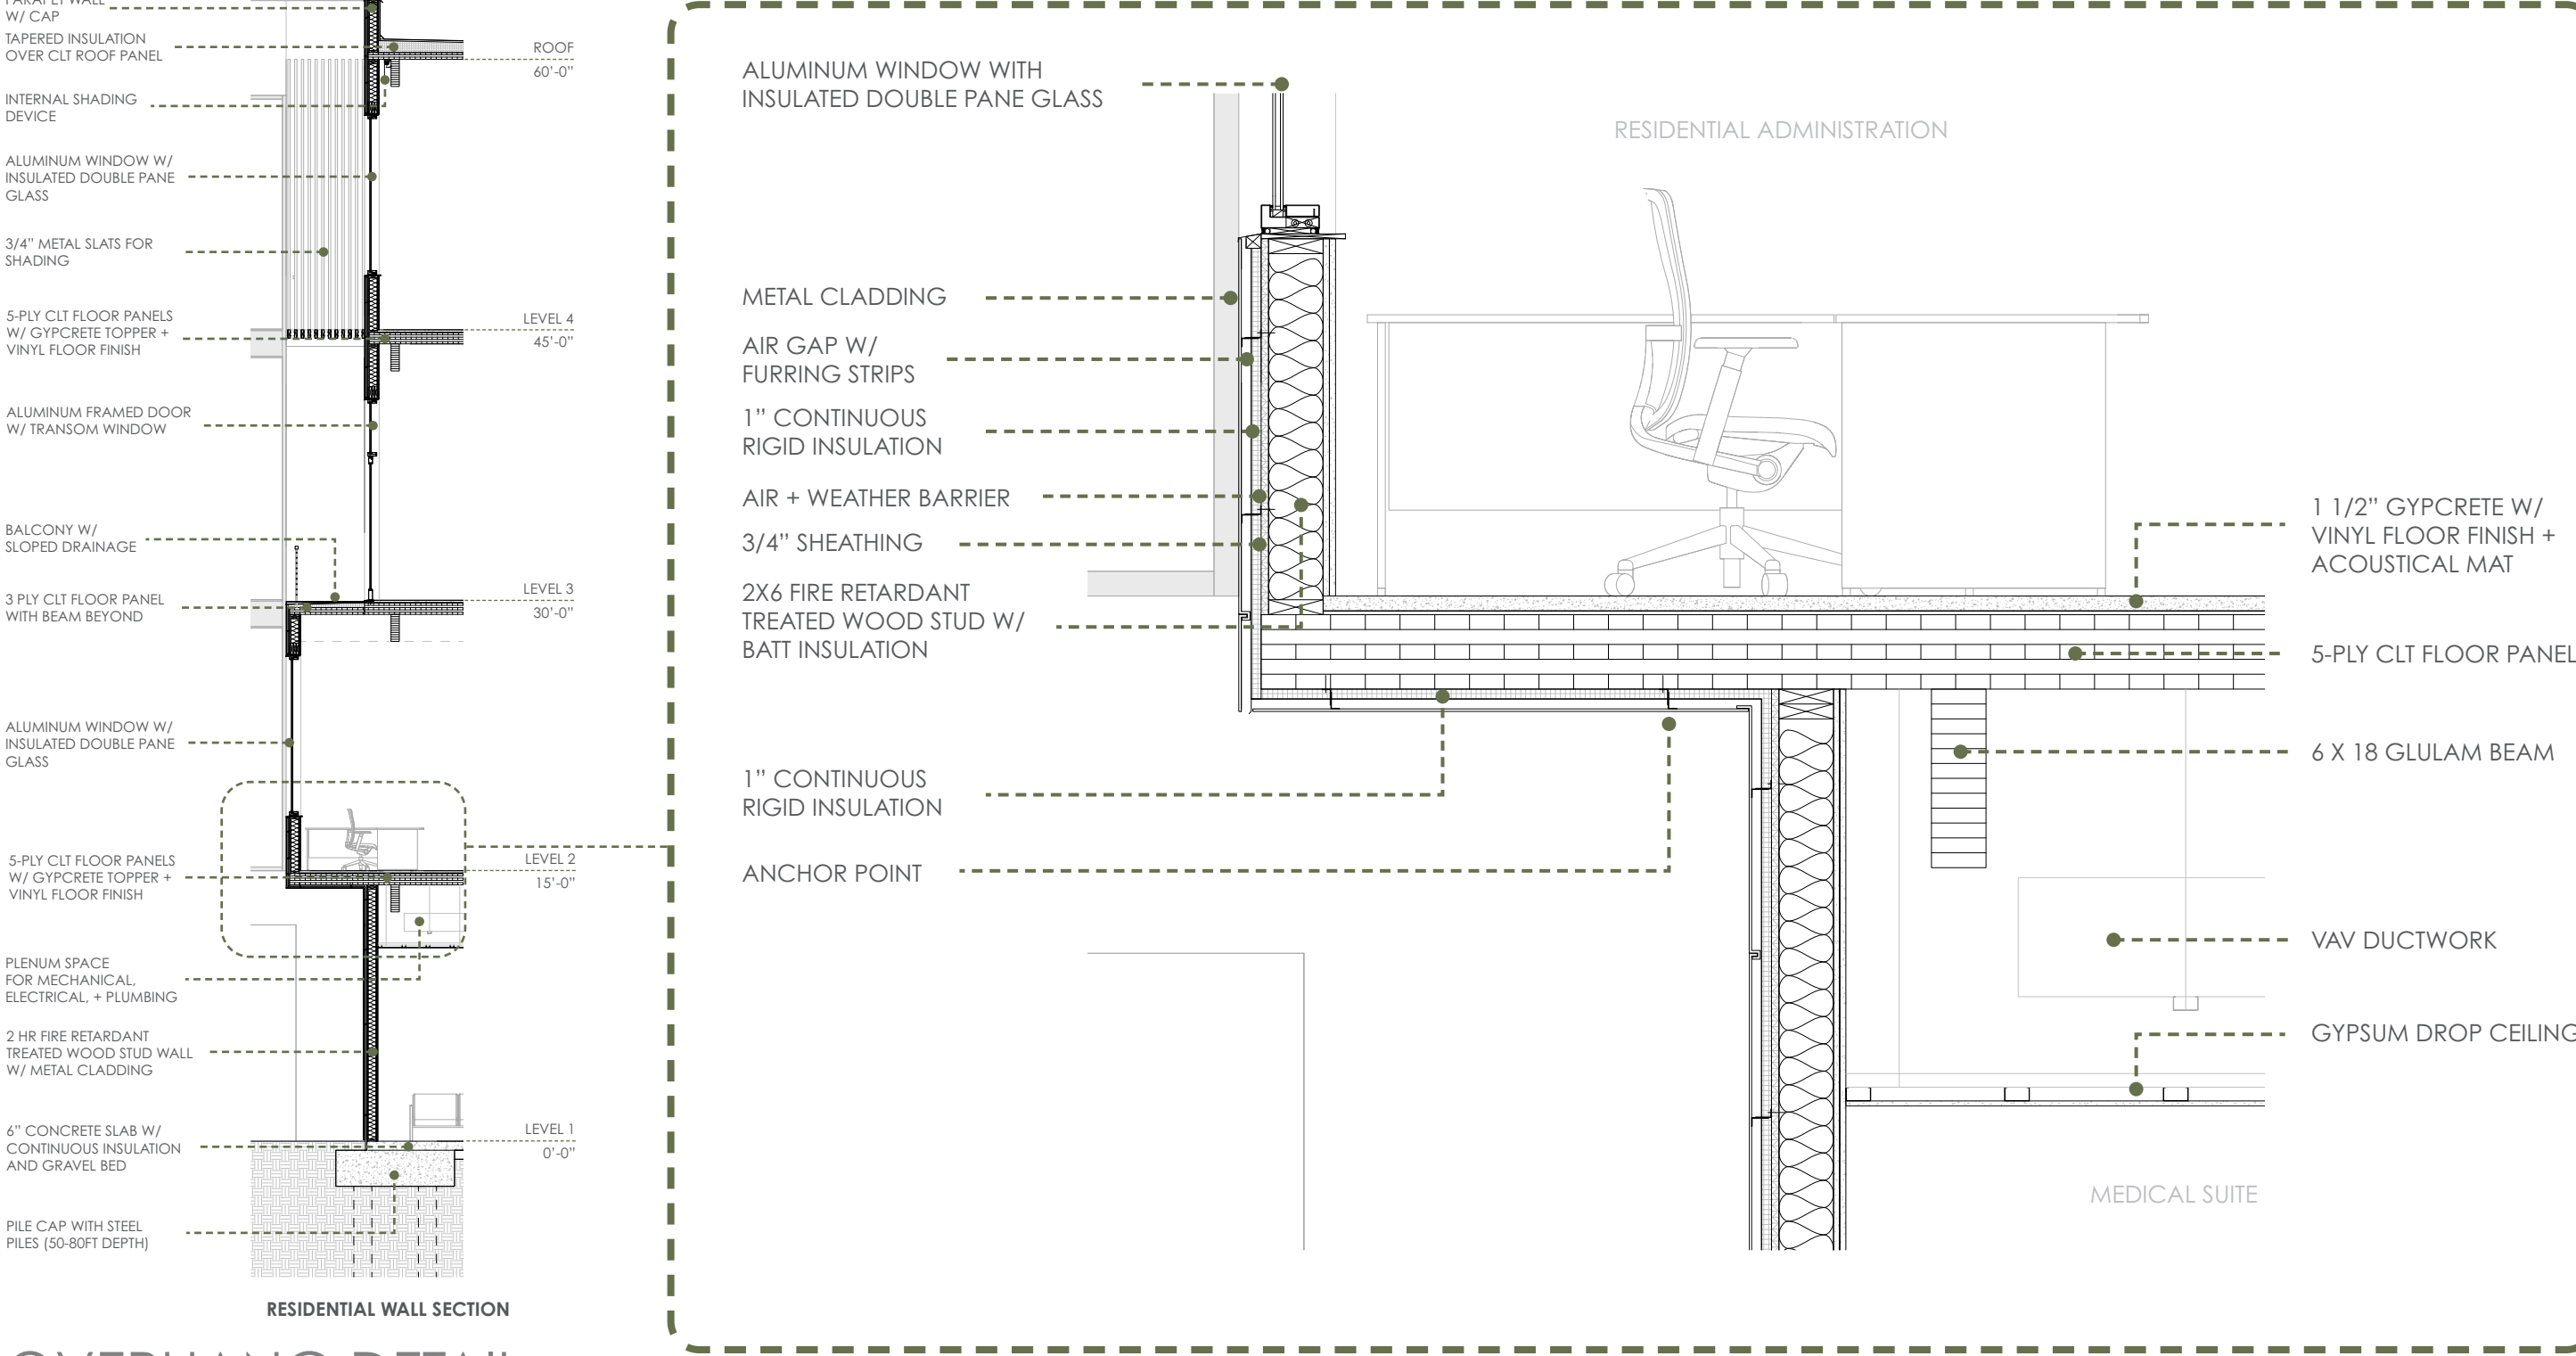 PARAPET WALL
W/ CAP
TAPERED INSULATION
OVER CLT ROOF PANEL
INTERNAL SHADING
DEVICE
ALUMINUM WINDOW W/
INSULATED DOUBLE PANE
GLASS
3/4” METAL SLATS FOR
SHADING
5-PLY CLT FLOOR PANELS
W/ GYPCRETE TOPPER +
VINYL FLOOR FINISH
ALUMINUM FRAMED DOOR
W/ TRANSOM WINDOW
BALCONY W/
SLOPED DRAINAGE
3 PLY CLT FLOOR PANEL
WITH BEAM BEYOND
ALUMINUM WINDOW W/
INSULATED DOUBLE PANE
GLASS
5-PLY CLT FLOOR PANELS
W/ GYPCRETE TOPPER +
VINYL FLOOR FINISH
PLENUM SPACE
FOR MECHANICAL,
ELECTRICAL, + PLUMBING
2 HR FIRE RETARDANT
TREATED WOOD STUD WALL
W/ METAL CLADDING
6” CONCRETE SLAB W/
CONTINUOUS INSULATION
AND GRAVEL BED
PILE CAP WITH STEEL
PILES (50-80FT DEPTH)
ROOF
60’-0”
LEVEL 4
45’-0”
LEVEL 3
30’-0”
LEVEL 2
15’-0”
LEVEL 1
0’-0”
RESIDENTIAL WALL SECTION
OVERHANG DETAIL
ALUMINUM WINDOW WITH
INSULATED DOUBLE PANE GLASS
METAL CLADDING
AIR GAP W/
FURRING STRIPS
1” CONTINUOUS
RIGID INSULATION
AIR + WEATHER BARRIER
3/4” SHEATHING
2X6 FIRE RETARDANT
TREATED WOOD STUD W/
BATT INSULATION
1” CONTINUOUS
RIGID INSULATION
ANCHOR POINT
RESIDENTIAL ADMINISTRATION
1 1/2” GYPCRETE W/
VINYL FLOOR FINISH +
ACOUSTICAL MAT
5-PLY CLT FLOOR PANEL
6 X 18 GLULAM BEAM
VAV DUCTWORK
GYPSUM DROP CEILING
MEDICAL SUITE